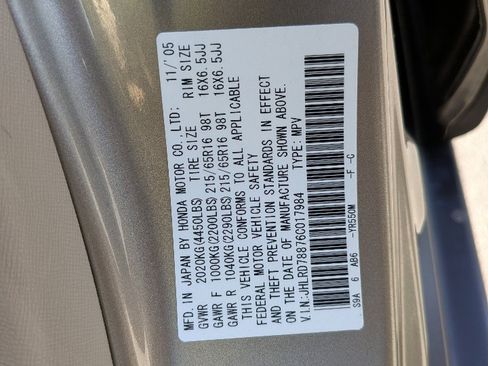 MFD.IN JAPAN BY HONDA MOTOR CO.,LTD: 11/'05
GVWR 2020KG(4450LBS) TIRE SIZE RIM SIZE
GAWR F 1000KG(2200LBS)215/65R16 98T 16X6.5JJ
GAWR R 1040KG(2290LBS)215/65R16 98T 16X6.5JJ
THIS VEHICLE CONFORMS TO ALL APPLICABLE
FEDERAL MOTOR VEHICLE SAFETY
AND THEFT PREVENTION STANDARDS IN EFFECT
ON THE DATE OF MANUFACTURE SHOWN ABOVE.
V.I.N:JHLRD78876C017984 TYPE: MPV
S9A 6 AB6 -YR550M -F -C